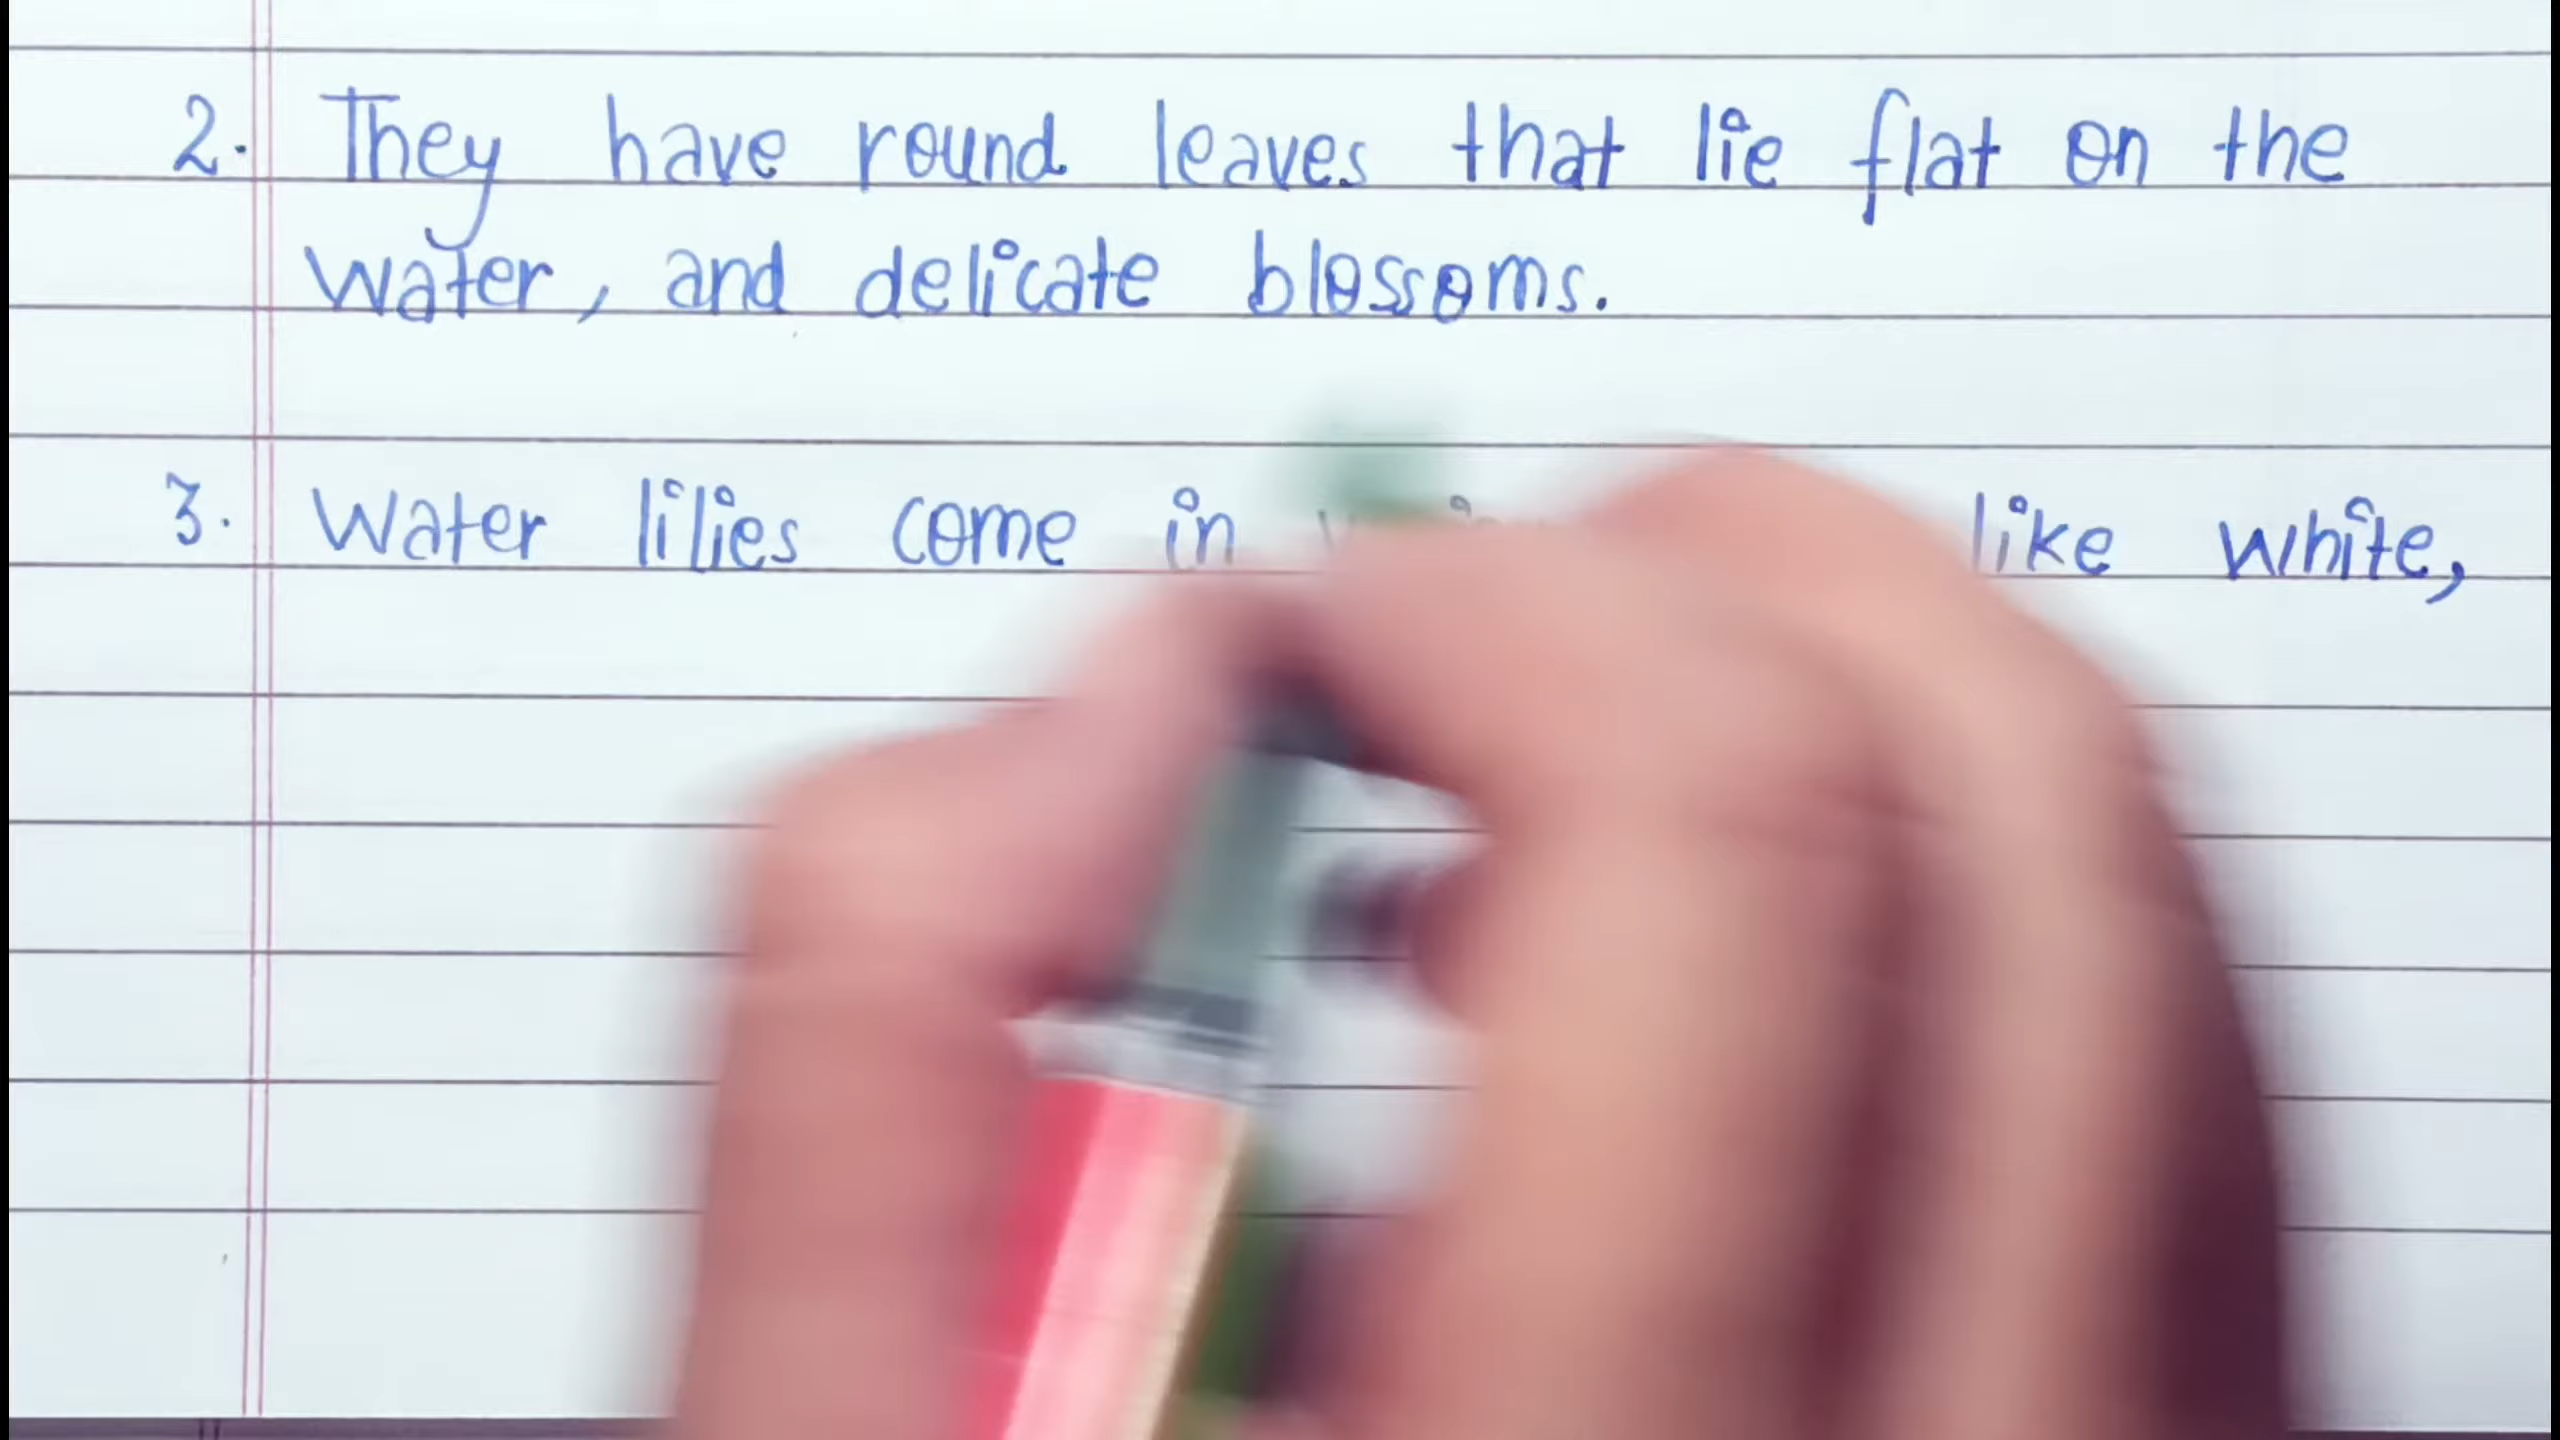 2. They have round leaves that lie flat on the
water, and delicate blossoms.
3. Water lilies come in like white,